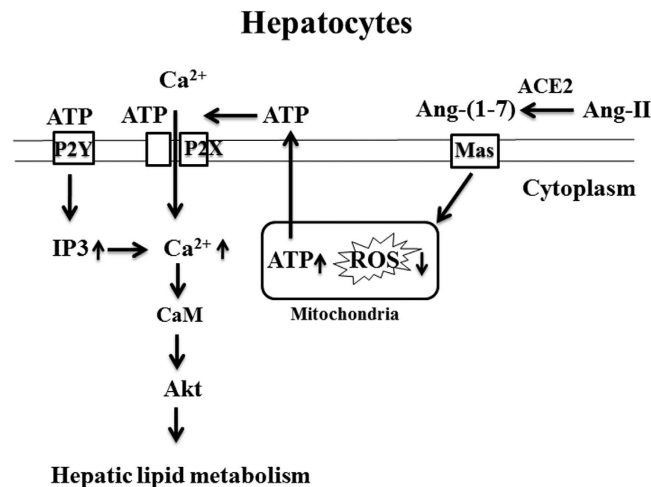 Hepatocytes
Ca²⁺
ACE2
ATP ATP ATP Ang-(1-7) Ang-II
P2Y P2X Mas
Cytoplasm
IP3 Ca²⁺ ATP ROS
Mitochondria
CaM
Akt
Hepatic lipid metabolism